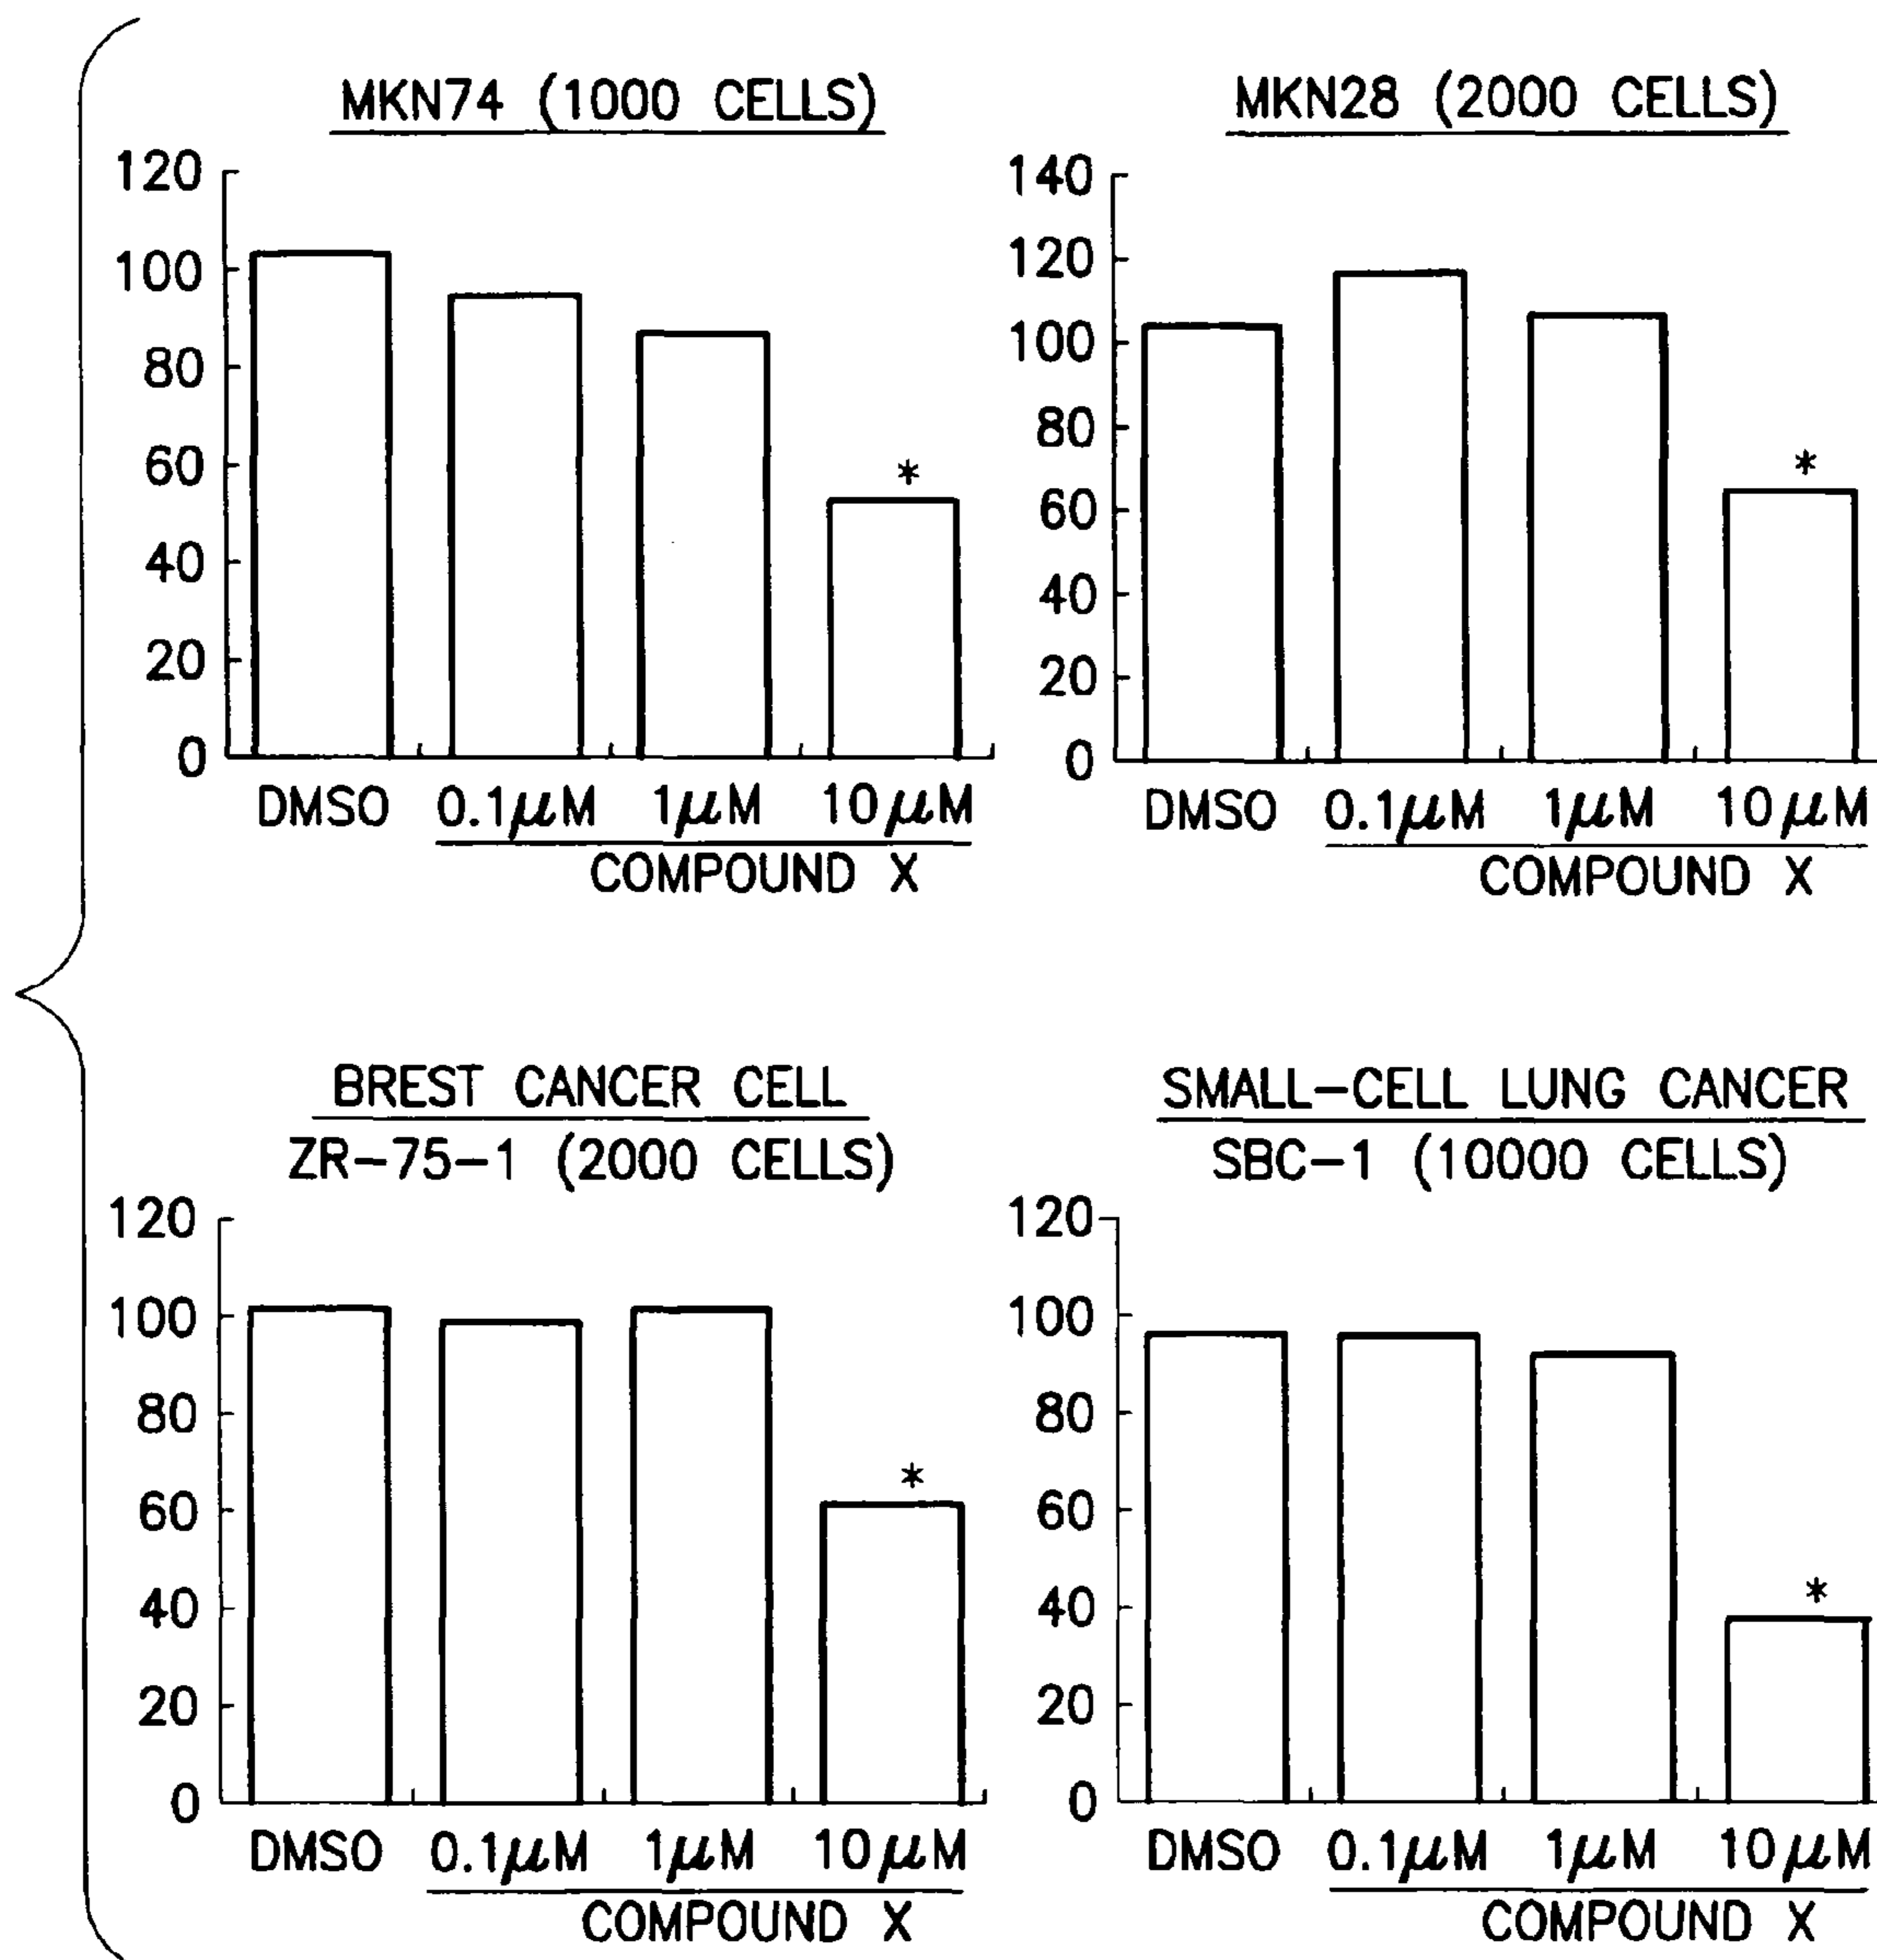 MKN74 (1000 CELLS)
120
100
80
60
40
20
0
*
DMSO 0.1μM 1μM 10μM
COMPOUND X
MKN28 (2000 CELLS)
140
120
100
80
60
40
20
0
*
DMSO 0.1μM 1μM 10μM
COMPOUND X
BREST CANCER CELL
ZR-75-1 (2000 CELLS)
120
100
80
60
40
20
0
*
DMSO 0.1μM 1μM 10μM
COMPOUND X
SMALL-CELL LUNG CANCER
SBC-1 (10000 CELLS)
120
100
80
60
40
20
0
*
DMSO 0.1μM 1μM 10μM
COMPOUND X